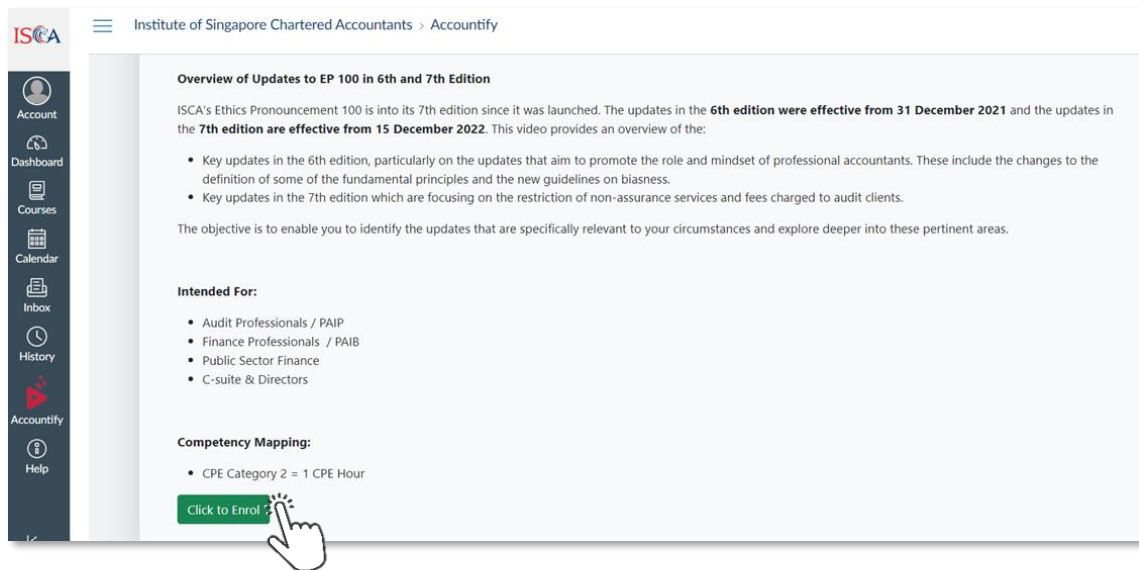 ISCA
Institute of Singapore Chartered Accountants > Accountify
Account
Dashboard
Courses
Calendar
Inbox
History
Accountify
Help
Overview of Updates to EP 100 in 6th and 7th Edition
ISCA's Ethics Pronouncement 100 is into its 7th edition since it was launched. The updates in the 6th edition were effective from 31 December 2021 and the updates in
the 7th edition are effective from 15 December 2022. This video provides an overview of the:
• Key updates in the 6th edition, particularly on the updates that aim to promote the role and mindset of professional accountants. These include the changes to the
definition of some of the fundamental principles and the new guidelines on biasness.
• Key updates in the 7th edition which are focusing on the restriction of non-assurance services and fees charged to audit clients.
The objective is to enable you to identify the updates that are specifically relevant to your circumstances and explore deeper into these pertinent areas.
Intended For:
• Audit Professionals / PAIP
• Finance Professionals / PAIB
• Public Sector Finance
• C-suite & Directors
Competency Mapping:
• CPE Category 2 = 1 CPE Hour
Click to Enrol